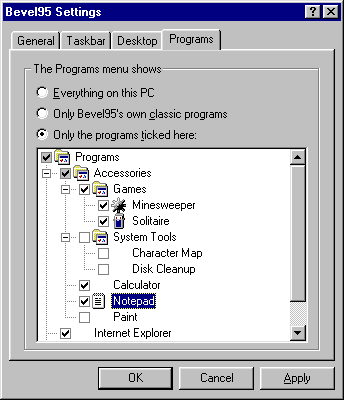 Bevel95 Settings
General Taskbar Desktop Programs
The Programs menu shows
Everything on this PC
Only Bevel95's own classic programs
Only the programs ticked here:
Programs
Accessories
Games
Minesweeper
Solitaire
System Tools
Character Map
Disk Cleanup
Calculator
Notepad
Paint
Internet Explorer
OK Cancel Apply